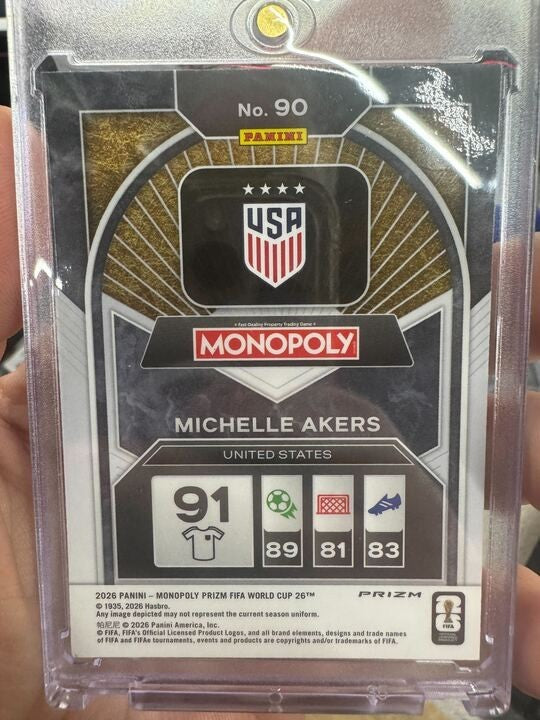 No. 90
PANINI
USA
Fast-Dealing Property Trading Game
MONOPOLY
MICHELLE AKERS
UNITED STATES
91
89 81 83
2026 PANINI – MONOPOLY PRIZM FIFA WORLD CUP 26™
PRIZM
© 1935, 2026 Hasbro.
Any image depicted may not represent the current season uniform.
帕尼尼 © 2026 Panini America, Inc.
© FIFA, FIFA's Official Licensed Product Logos, and all brand elements, designs and trade names
of FIFA and FIFAe tournaments, events and products are copyrights and/or trademarks of FIFA.
FIFA
OFFICIAL
LICENSED
PRODUCT